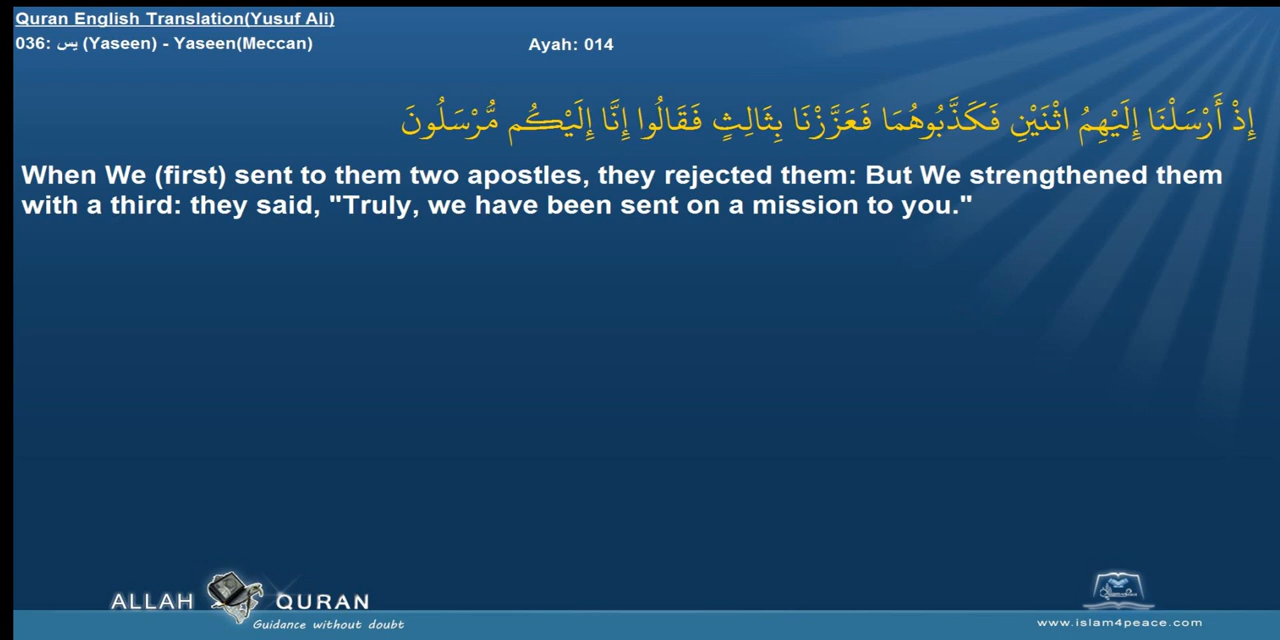 Quran English Translation(Yusuf Ali)
036: يس (Yaseen) - Yaseen(Meccan) Ayah: 014
إِذْ أَرْسَلْنَا إِلَيْهِمُ اثْنَيْنِ فَكَذَّبُوهُمَا فَعَزَّزْنَا بِثَالِثٍ فَقَالُوا إِنَّا إِلَيْكُم مُّرْسَلُونَ
When We (first) sent to them two apostles, they rejected them: But We strengthened them
with a third: they said, "Truly, we have been sent on a mission to you."
ALLAH QURAN
Guidance without doubt
www.islam4peace.com